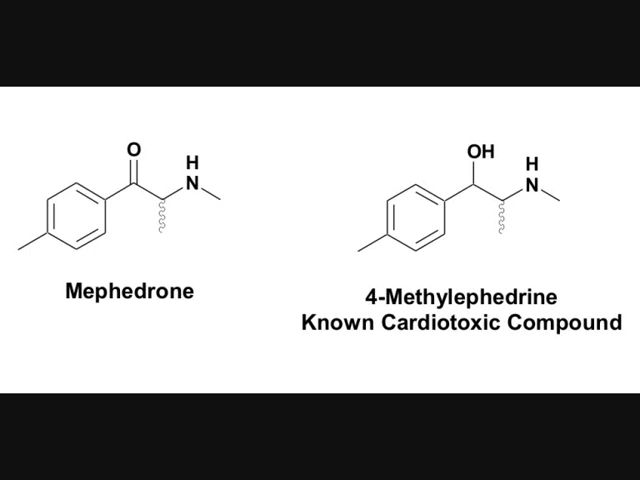 O
H
N
Mephedrone
OH
H
N
4-Methylephedrine
Known Cardiotoxic Compound